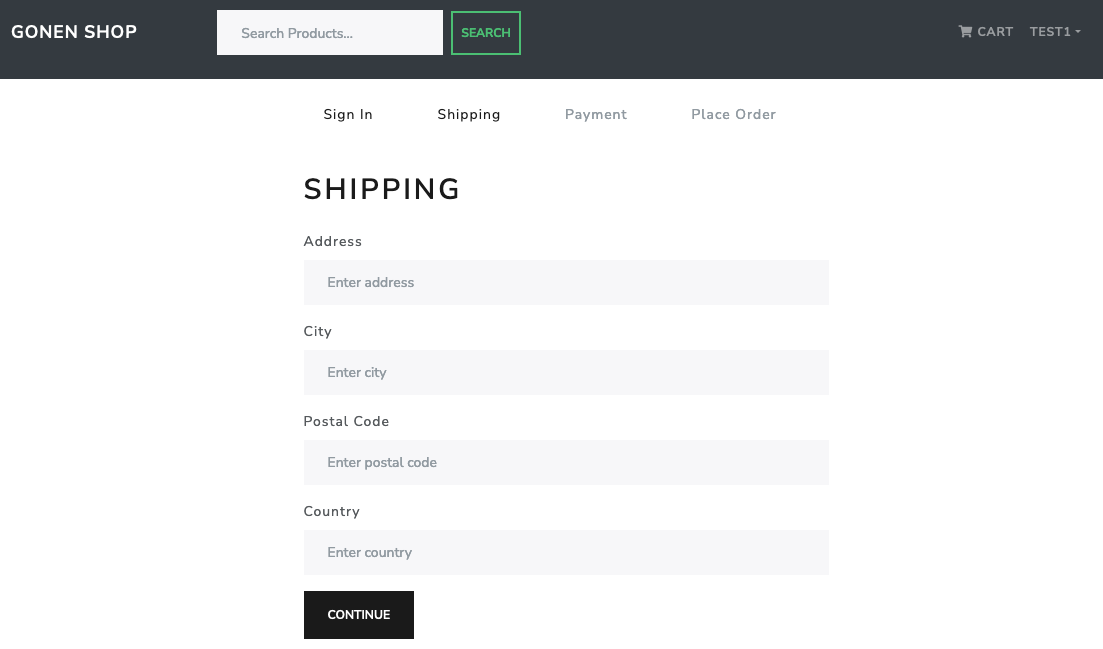 GONEN SHOP
Search Products...
SEARCH
CART
TEST1
Sign In
Shipping
Payment
Place Order
SHIPPING
Address
Enter address
City
Enter city
Postal Code
Enter postal code
Country
Enter country
CONTINUE